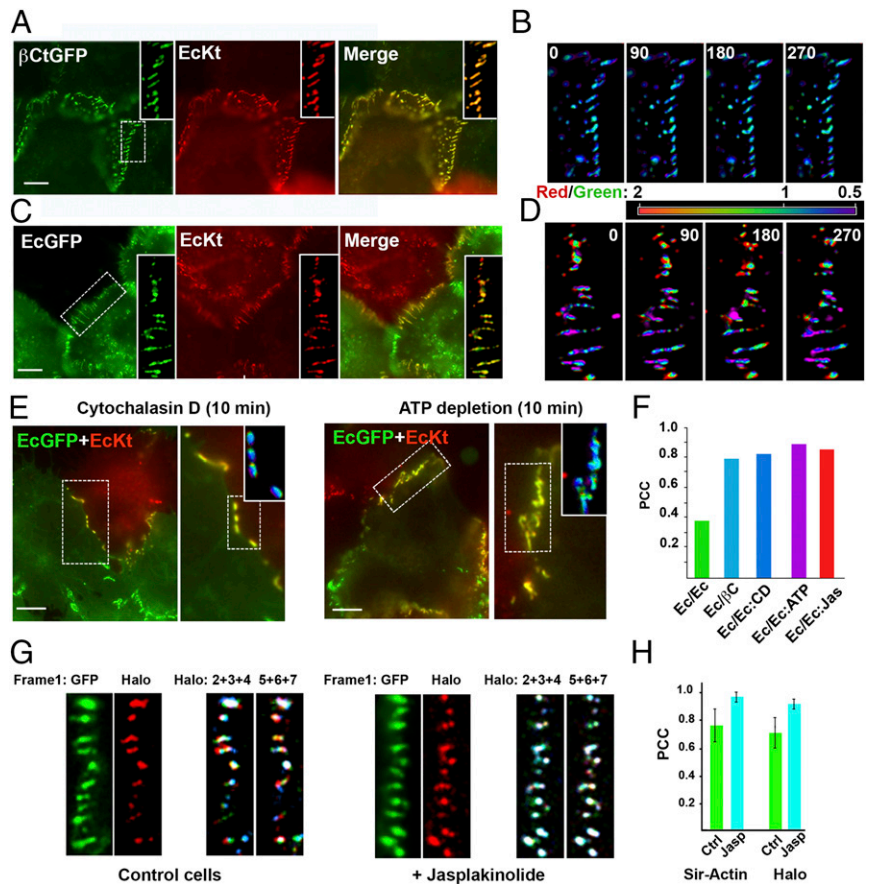 A
βCtGFP
EcKt
Merge
B
0
90
180
270
Red/Green: 2
1
0.5
C
EcGFP
EcKt
Merge
D
0
90
180
270
E
Cytochalasin D (10 min)
EcGFP+EcKt
ATP depletion (10 min)
EcGFP+EcKt
F
PCC
1.0
0.8
0.6
0.4
0.2
Ec/Ec
Ec/βC
Ec/Ec:CD
Ec/Ec:ATP
Ec/Ec:Jas
G
Frame1: GFP
Halo
Halo: 2+3+4
5+6+7
Control cells
Frame1: GFP
Halo
Halo: 2+3+4
5+6+7
+ Jasplakinolide
H
PCC
1.0
0.8
0.6
0.4
0.2
Ctrl
Jasp
Ctrl
Jasp
Sir-Actin
Halo